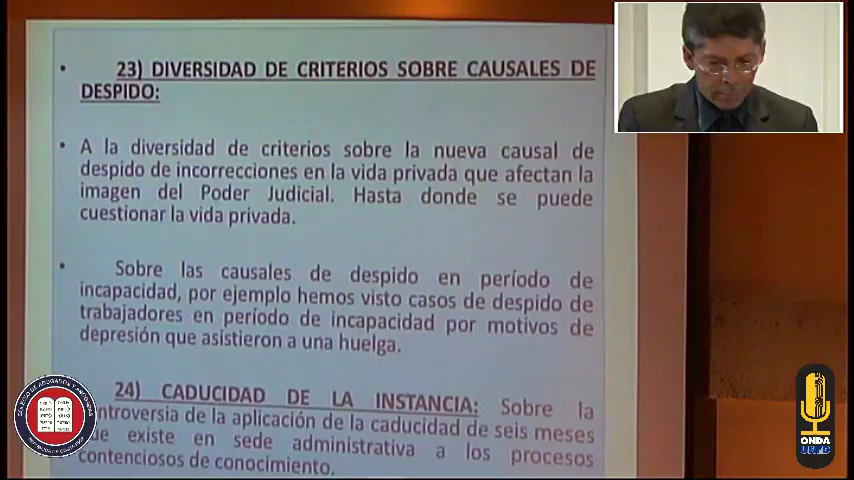 • 23) DIVERSIDAD DE CRITERIOS SOBRE CAUSALES DE
DESPIDO:
• A la diversidad de criterios sobre la nueva causal de
despido de incorrecciones en la vida privada que afectan la
imagen del Poder Judicial. Hasta donde se puede
cuestionar la vida privada.
• Sobre las causales de despido en período de
incapacidad, por ejemplo hemos visto casos de despido de
trabajadores en período de incapacidad por motivos de
depresión que asistieron a una huelga.
24) CADUCIDAD DE LA INSTANCIA: Sobre la
ntroversia de la aplicación de la caducidad de seis meses
ue existe en sede administrativa a los procesos
contenciosos de conocimiento.
ONDA
UNED